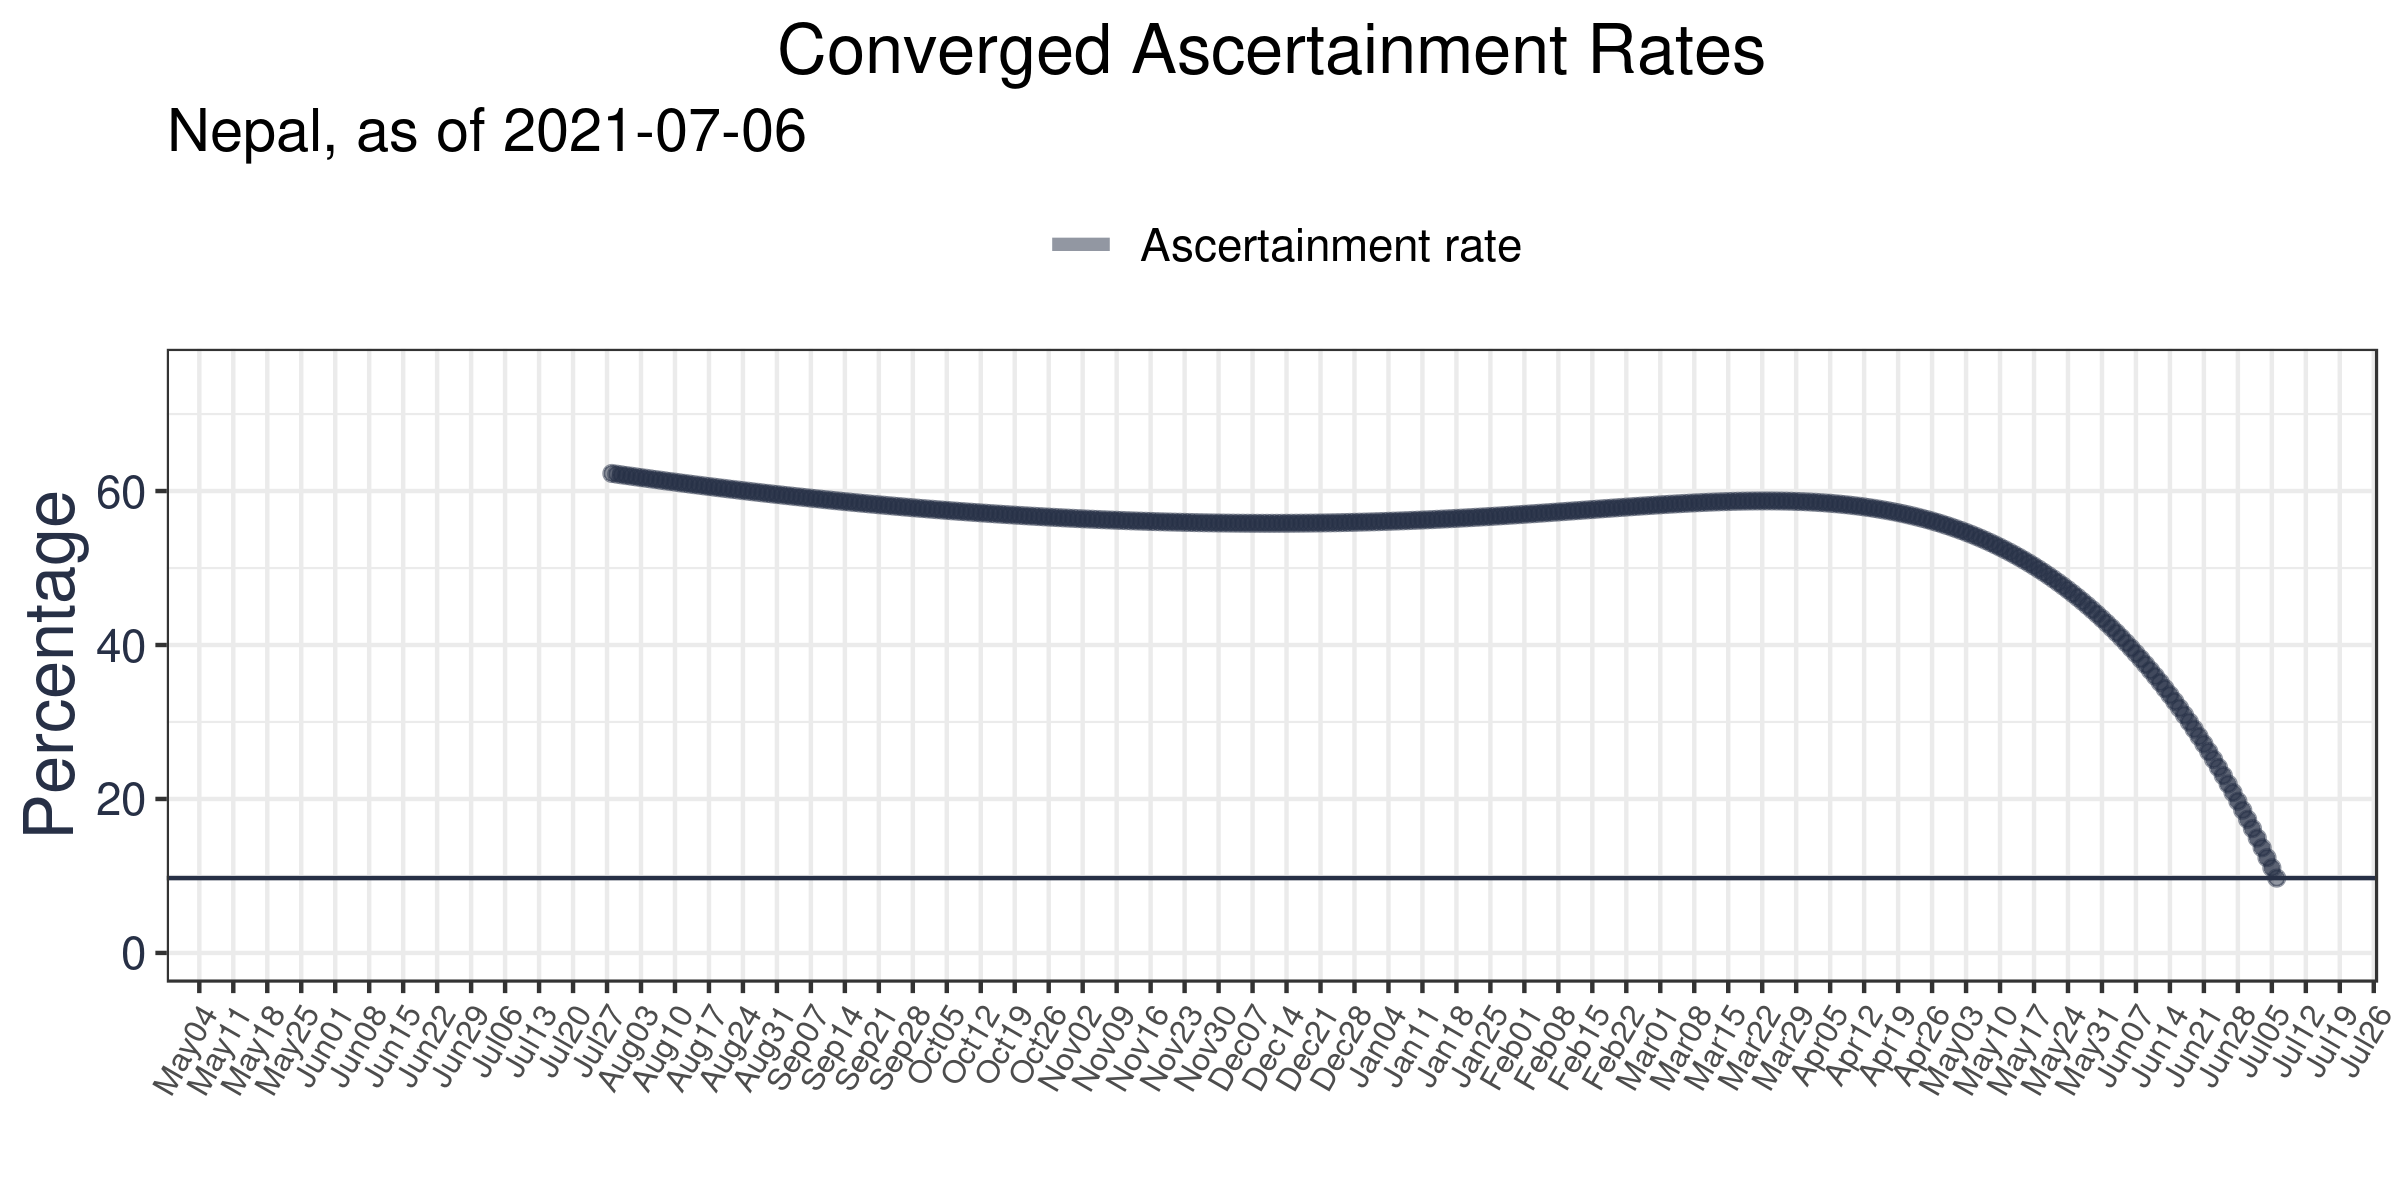 Converged Ascertainment Rates
Nepal, as of 2021-07-06
Ascertainment rate
Percentage
60
40
20
0
May04 May11 May18 May25 Jun01 Jun08 Jun15 Jun22 Jun29 Jul06 Jul13 Jul20 Jul27 Aug03 Aug10 Aug17 Aug24 Aug31 Sep07 Sep14 Sep21 Sep28 Oct05 Oct12 Oct19 Oct26 Nov02 Nov09 Nov16 Nov23 Nov30 Dec07 Dec14 Dec21 Dec28 Jan04 Jan11 Jan18 Jan25 Feb01 Feb08 Feb15 Feb22 Mar01 Mar08 Mar15 Mar22 Mar29 Apr05 Apr12 Apr19 Apr26 May03 May10 May17 May24 May31 Jun07 Jun14 Jun21 Jun28 Jul05 Jul12 Jul19 Jul26